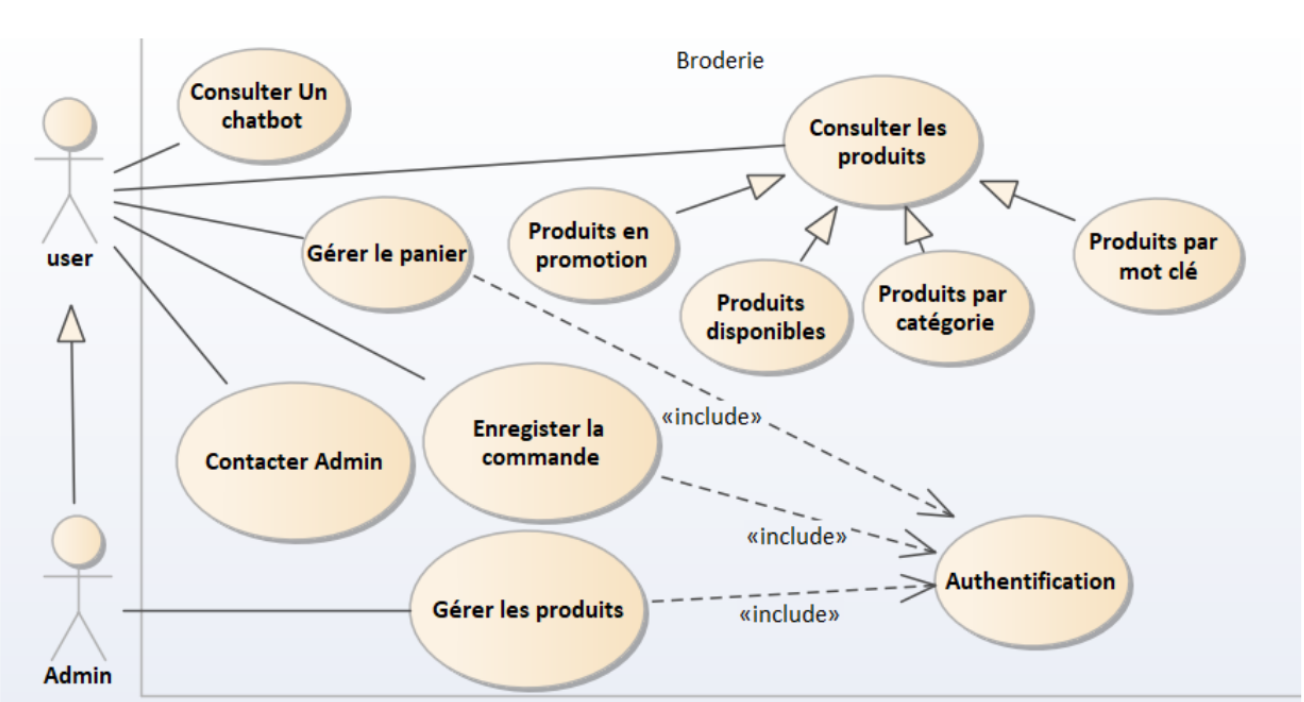 Broderie
Consulter Un
chatbot
Consulter les
produits
user
Gérer le panier
Produits en
promotion
Produits
disponibles
Produits par
catégorie
Produits par
mot clé
«include»
Contacter Admin
Enregister la
commande
«include»
Authentification
Gérer les produits
«include»
Admin